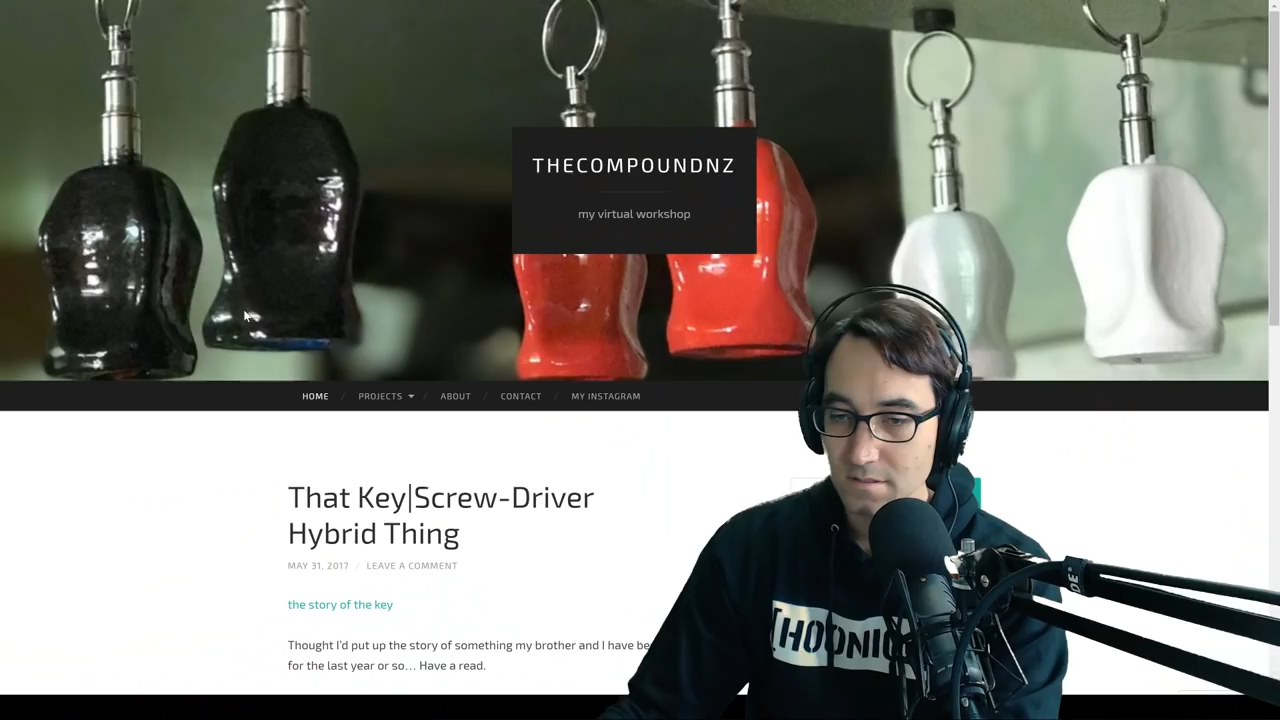 THECOMPOUNDNZ
my virtual workshop
HOME / PROJECTS / ABOUT / CONTACT / MY INSTAGRAM
That Key|Screw-Driver
Hybrid Thing
MAY 31, 2017 / LEAVE A COMMENT
the story of the key
Thought I'd put up the story of something my brother and I have be
for the last year or so... Have a read.